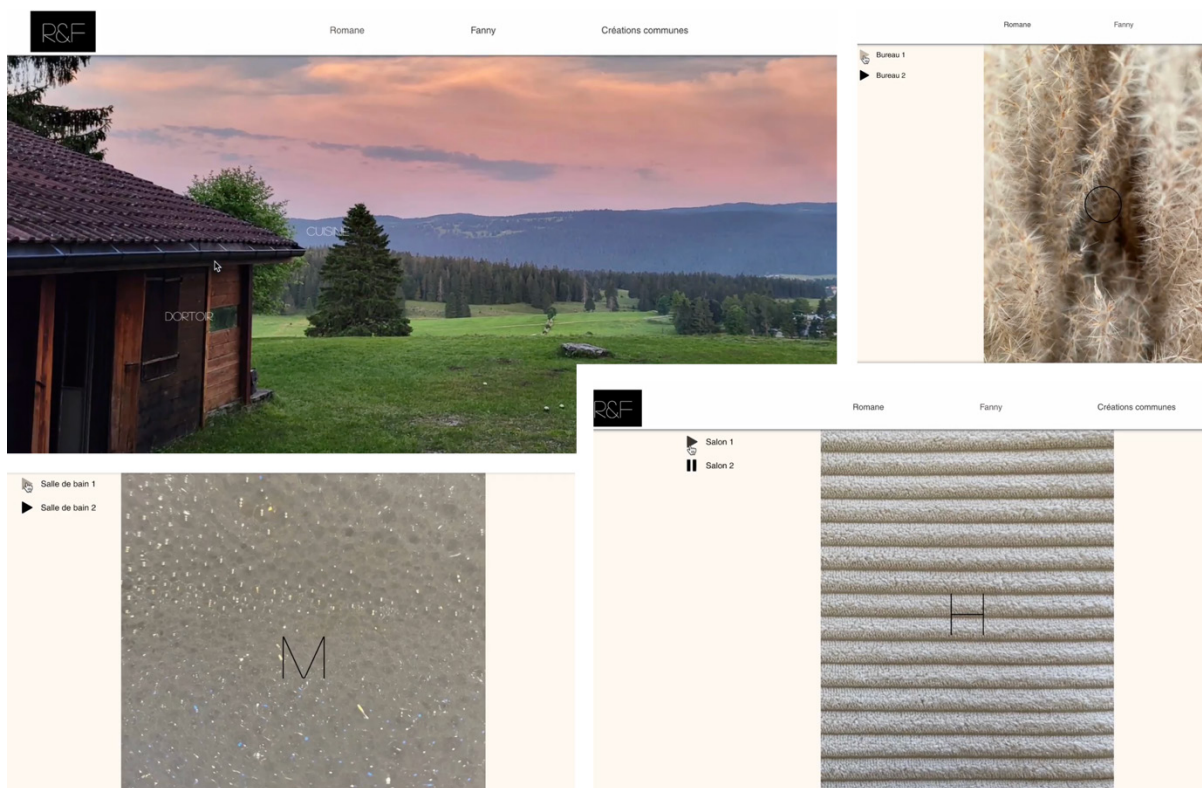 R&F
Romane
Fanny
Créations communes
DORTOIR
Romane
Fanny
Bureau 1
Bureau 2
O
Salle de bain 1
Salle de bain 2
M
R&F
Romane
Fanny
Créations communes
Salon 1
Salon 2
H